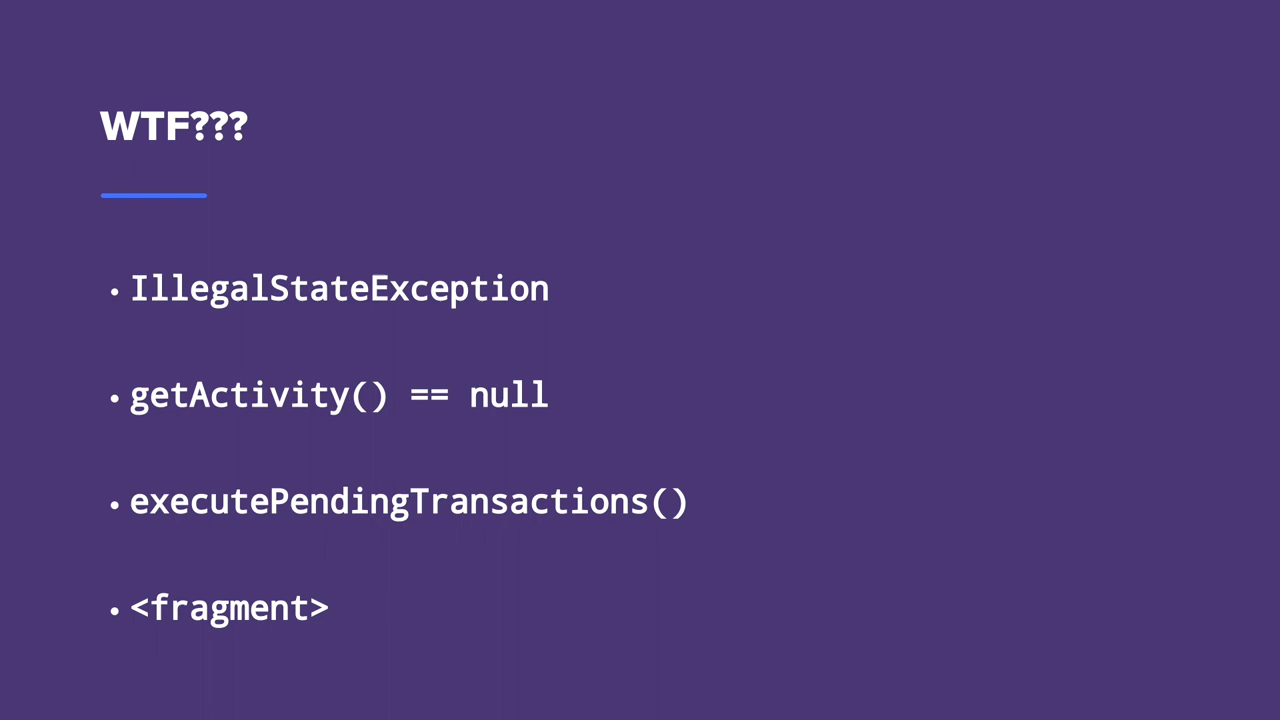 WTF???
• IllegalStateException
• getActivity() == null
• executePendingTransactions()
• <fragment>